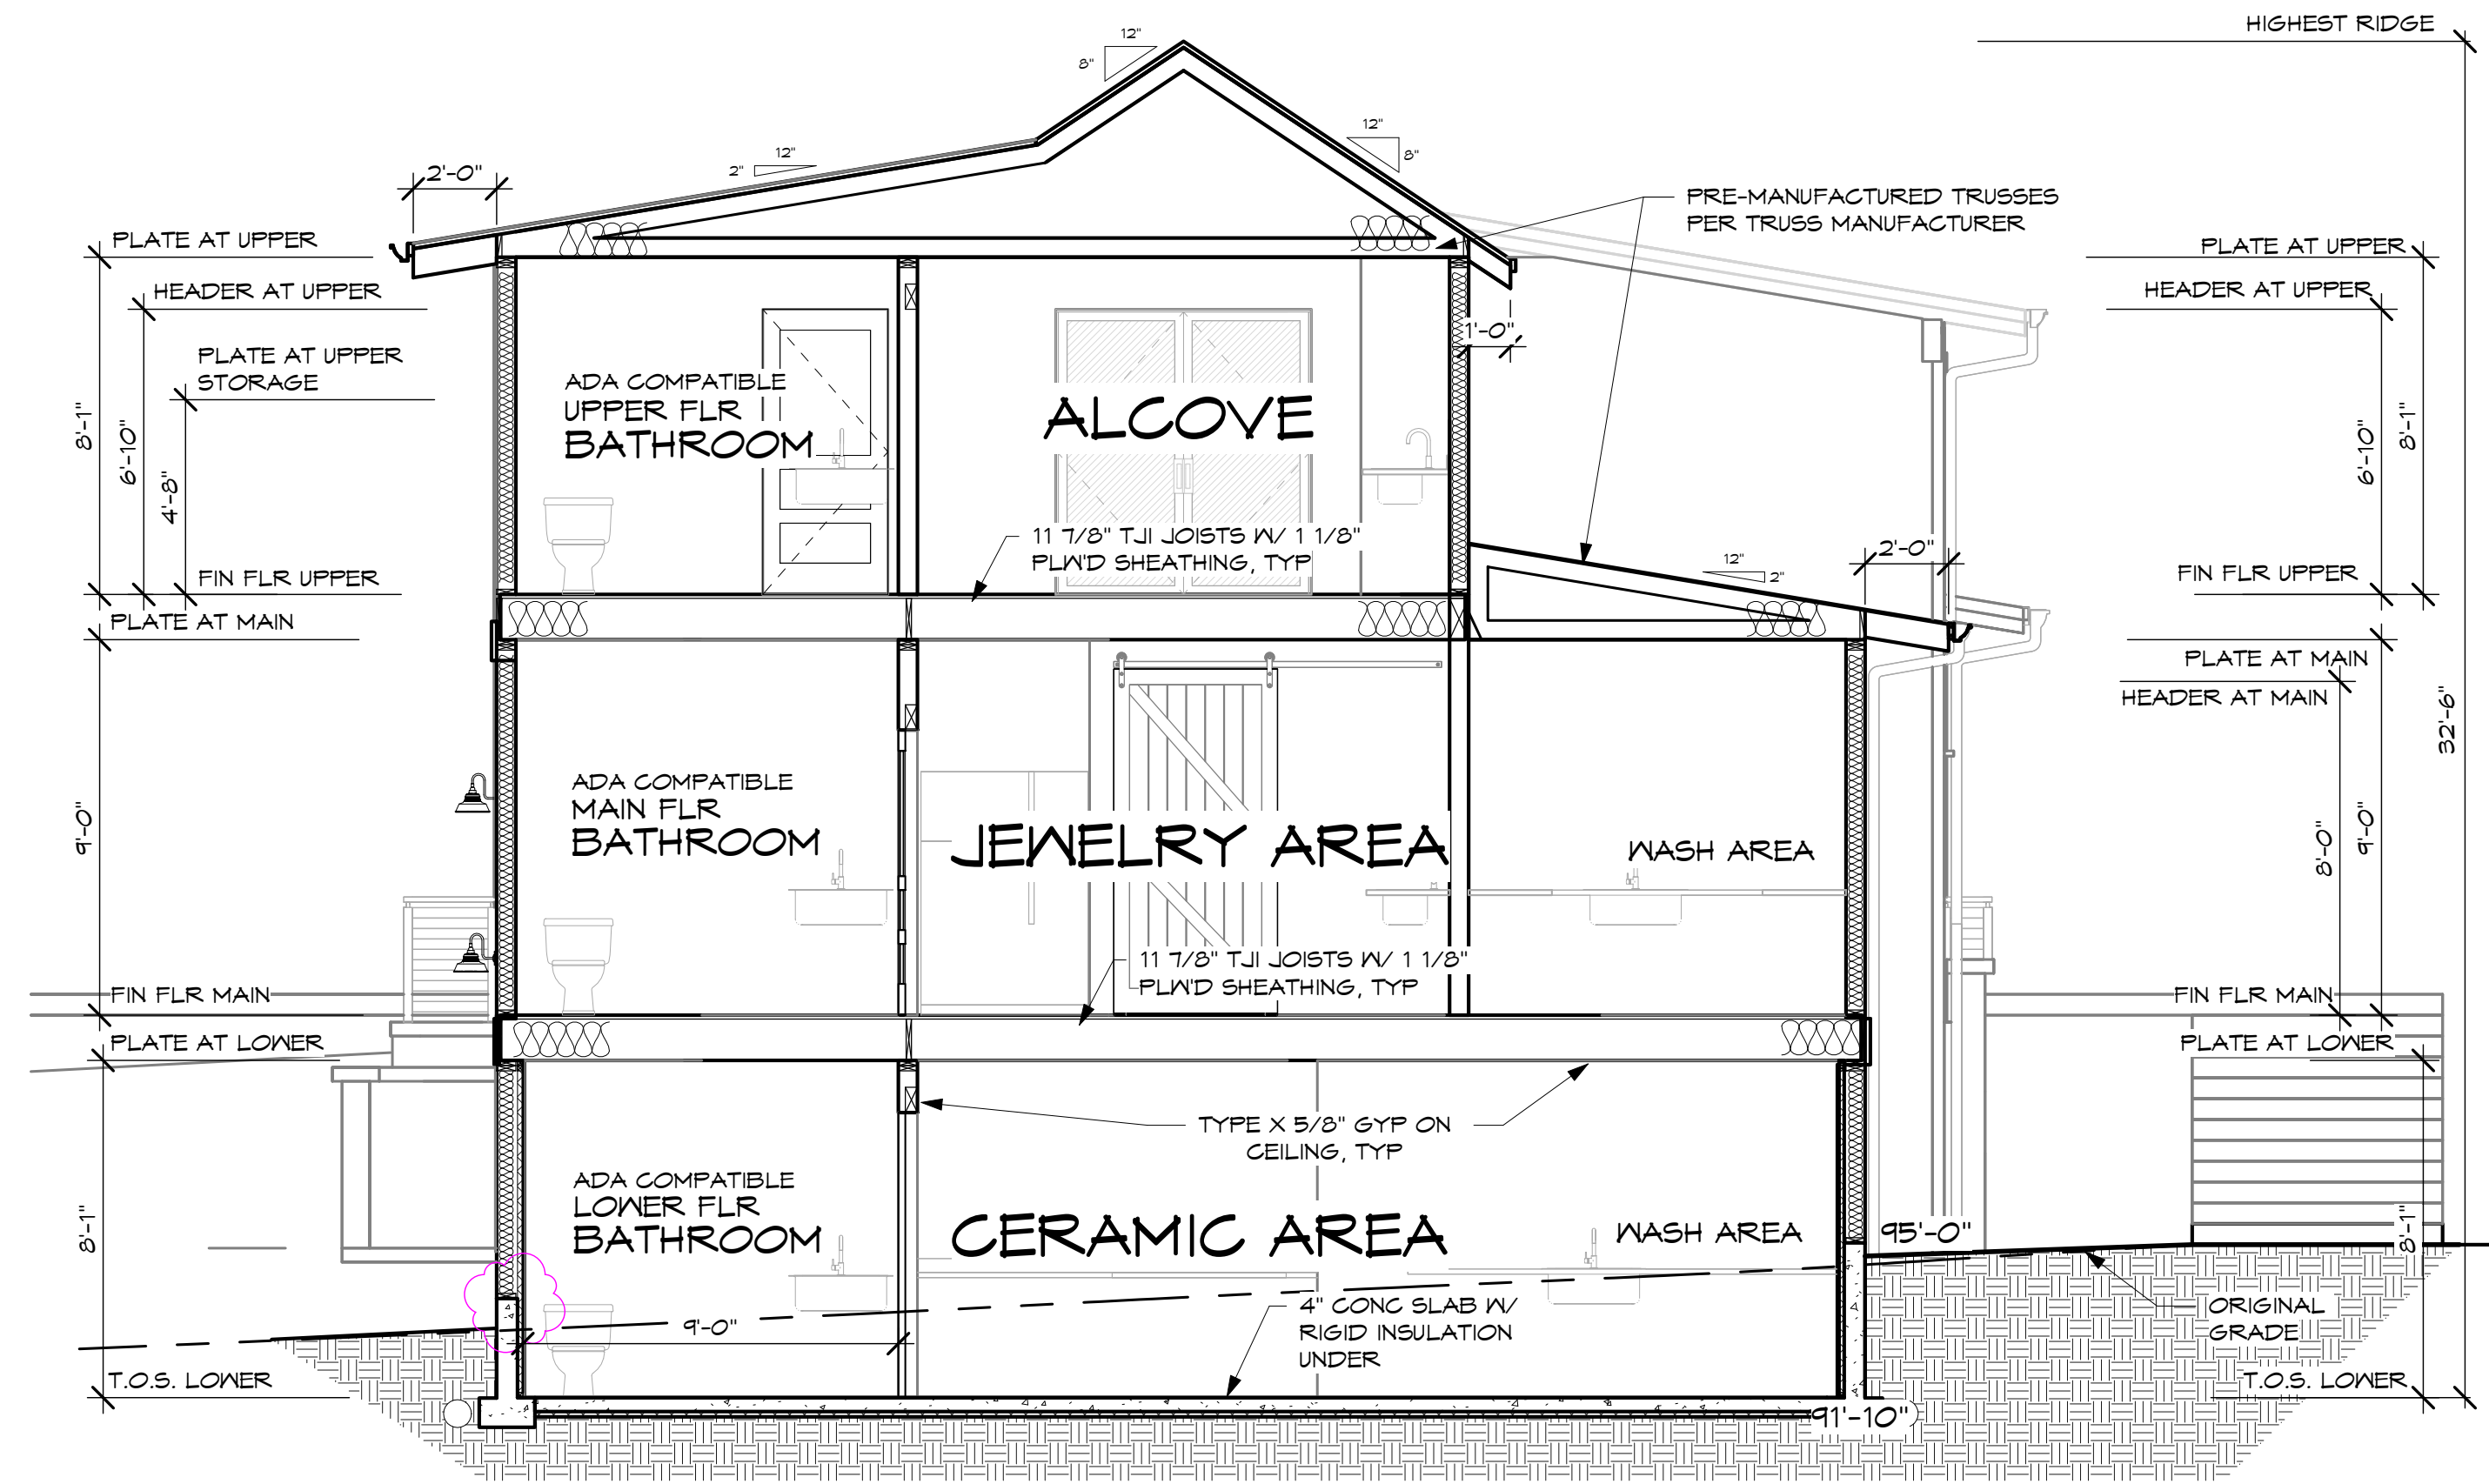 HIGHEST RIDGE
12"
8"
12"
8"
12"
2"
2'-0"
PRE-MANUFACTURED TRUSSES
PER TRUSS MANUFACTURER
PLATE AT UPPER
PLATE AT UPPER
HEADER AT UPPER
HEADER AT UPPER
1'-0"
PLATE AT UPPER
STORAGE
ADA COMPATIBLE
UPPER FLR
BATHROOM
ALCOVE
8'-1"
6'-10"
4'-8"
6'-10"
8'-1"
11 7/8" TJI JOISTS W/ 1 1/8"
PLW'D SHEATHING, TYP
12"
2"
2'-0"
FIN FLR UPPER
FIN FLR UPPER
PLATE AT MAIN
PLATE AT MAIN
HEADER AT MAIN
32'-6"
ADA COMPATIBLE
MAIN FLR
BATHROOM
JEWELRY AREA
WASH AREA
9'-0"
8'-0"
9'-0"
11 7/8" TJI JOISTS W/ 1 1/8"
PLW'D SHEATHING, TYP
FIN FLR MAIN
FIN FLR MAIN
PLATE AT LOWER
PLATE AT LOWER
TYPE X 5/8" GYP ON
CEILING, TYP
ADA COMPATIBLE
LOWER FLR
BATHROOM
CERAMIC AREA
WASH AREA
95'-0"
8'-1"
8'-1"
9'-0"
4" CONC SLAB W/
RIGID INSULATION
UNDER
ORIGINAL
GRADE
T.O.S. LOWER
T.O.S. LOWER
91'-10"